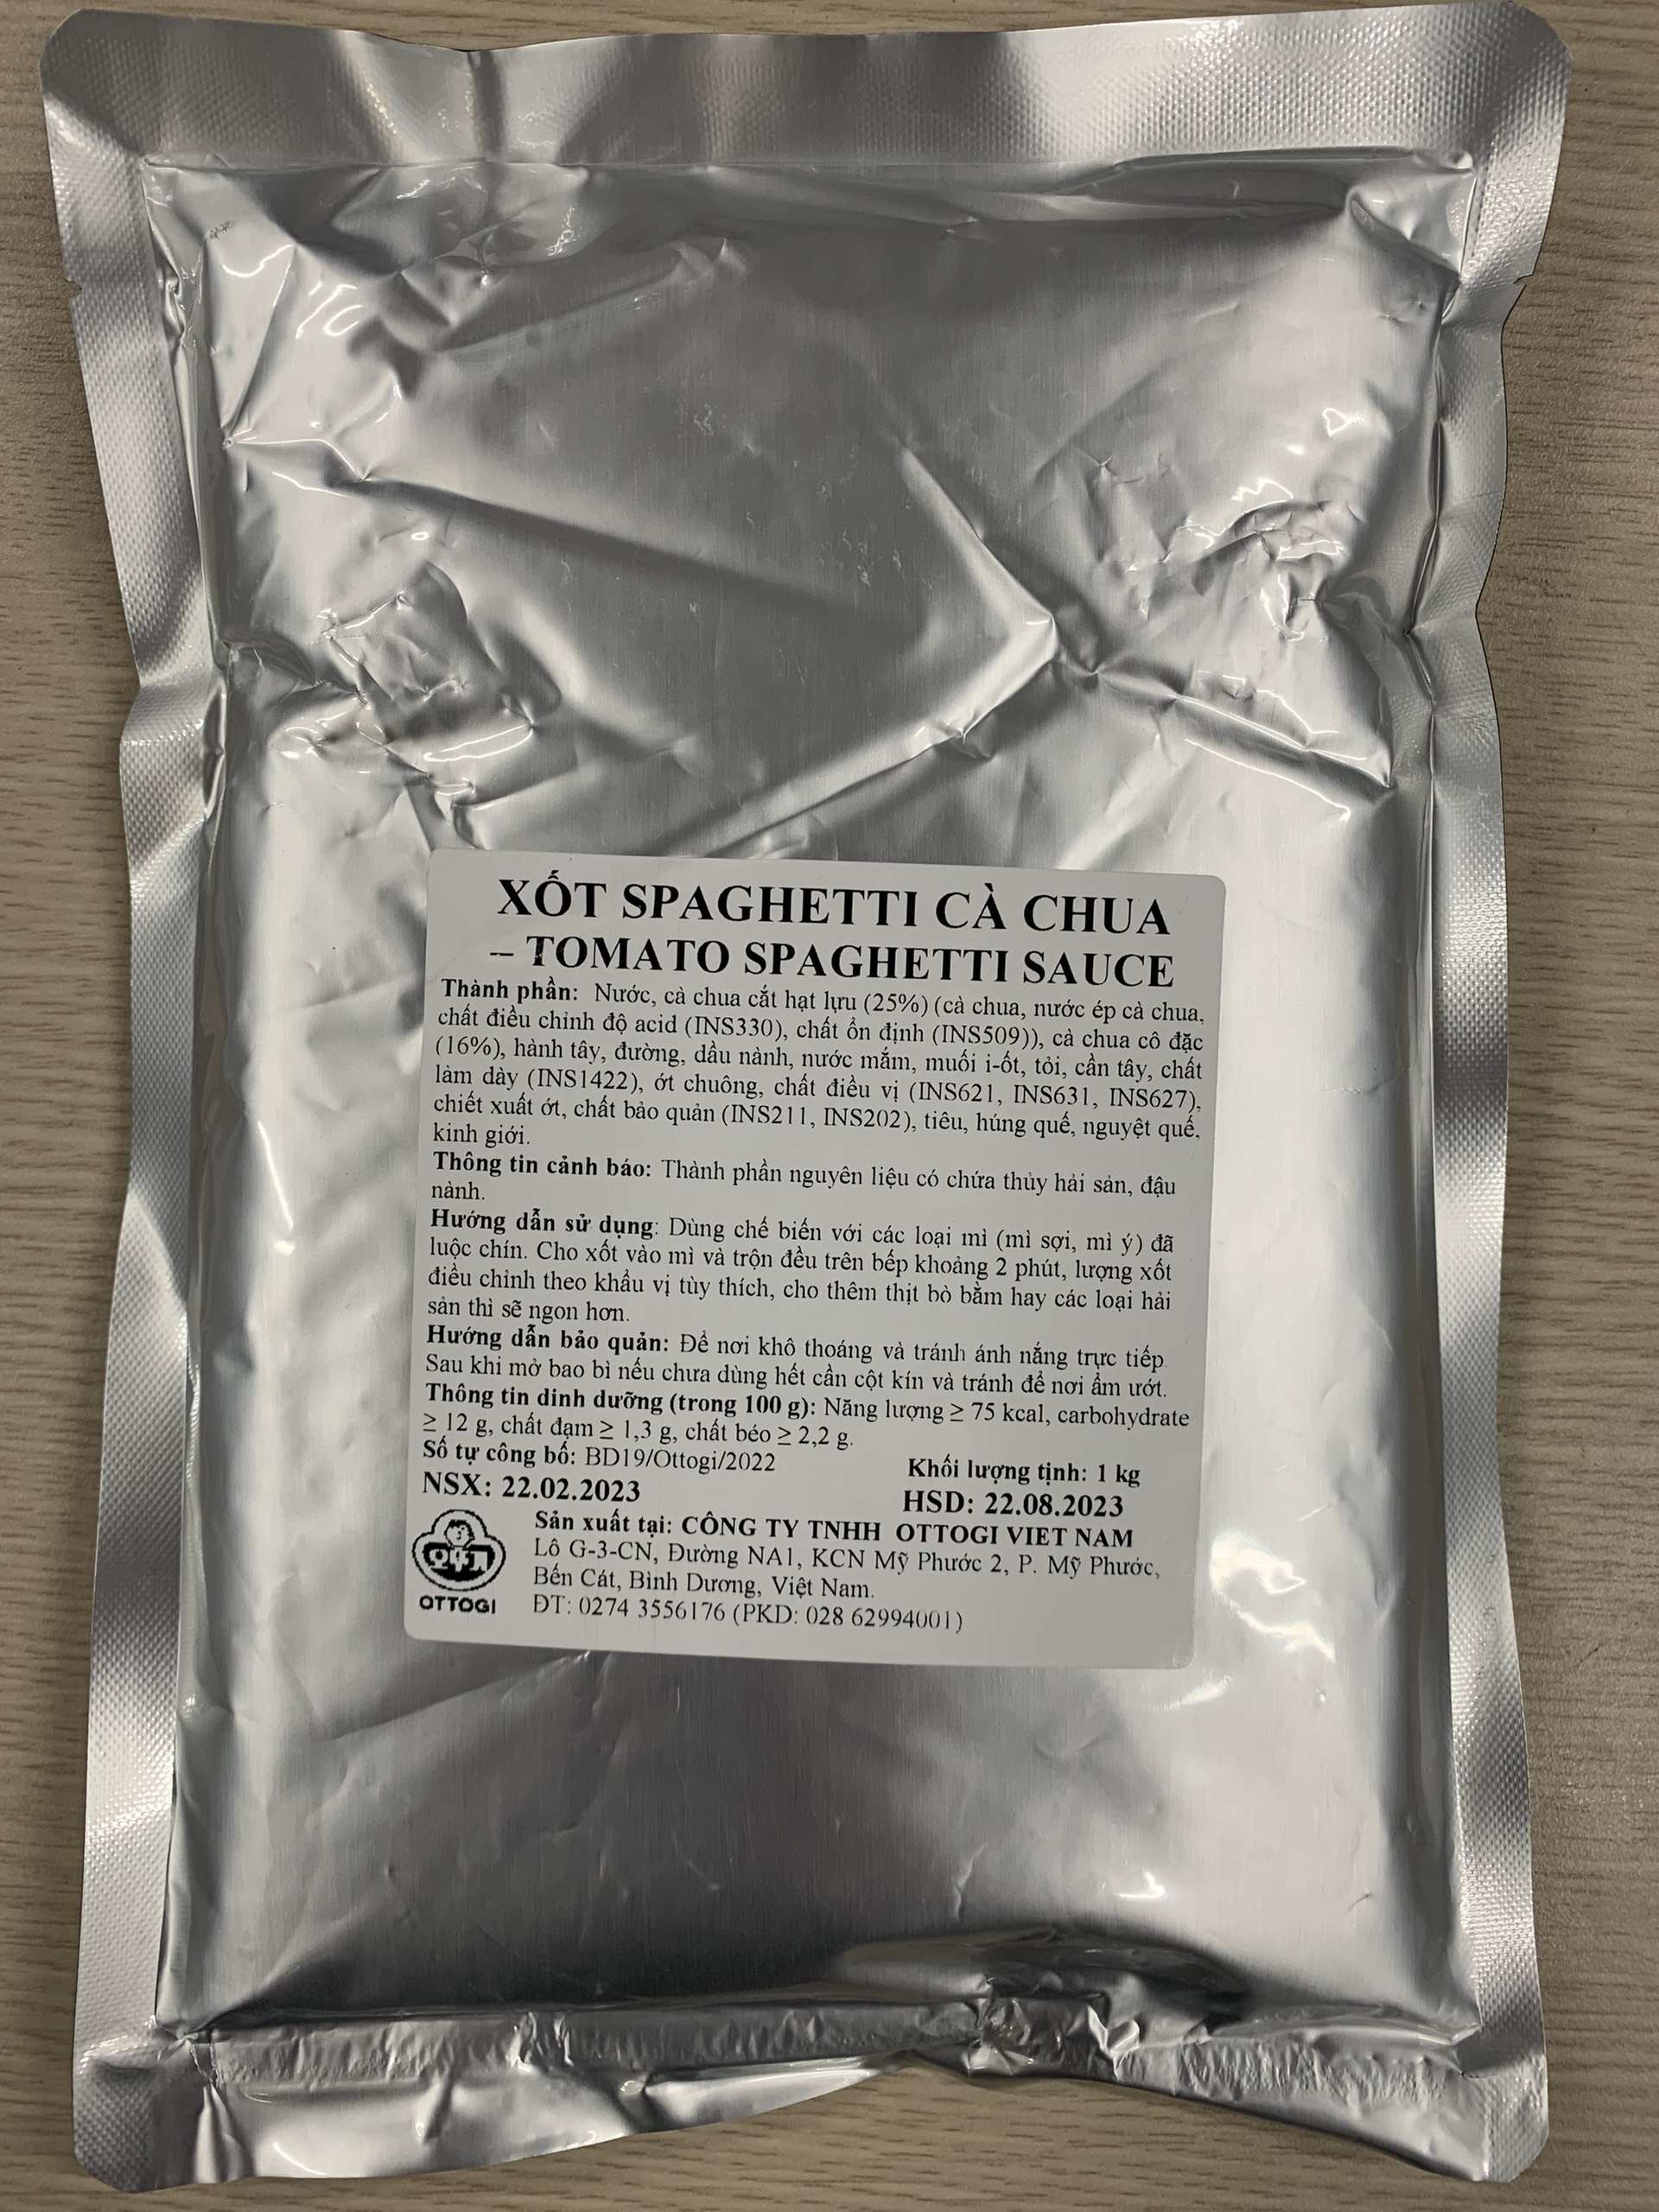 XỐT SPAGHETTI CÀ CHUA
– TOMATO SPAGHETTI SAUCE
Thành phần: Nước, cà chua cắt hạt lựu (25%) (cà chua, nước ép cà chua,
chất điều chỉnh độ acid (INS330), chất ổn định (INS509)), cà chua cô đặc
(16%), hành tây, đường, dầu nành, nước mắm, muối i-ốt, tỏi, cần tây, chất
làm dày (INS1422), ớt chuông, chất điều vị (INS621, INS631, INS627),
chiết xuất ớt, chất bảo quản (INS211, INS202), tiêu, húng quế, nguyệt quế,
kinh giới.
Thông tin cảnh báo: Thành phần nguyên liệu có chứa thủy hải sản, đậu
nành.
Hướng dẫn sử dụng: Dùng chế biến với các loại mì (mì sợi, mì ý) đã
luộc chín. Cho xốt vào mì và trộn đều trên bếp khoảng 2 phút, lượng xốt
điều chỉnh theo khẩu vị tùy thích, cho thêm thịt bò bằm hay các loại hải
sản thì sẽ ngon hơn.
Hướng dẫn bảo quản: Để nơi khô thoáng và tránh ánh nắng trực tiếp.
Sau khi mở bao bì nếu chưa dùng hết cần cột kín và tránh để nơi ẩm ướt.
Thông tin dinh dưỡng (trong 100 g): Năng lượng ≥ 75 kcal, carbohydrate
≥ 12 g, chất đạm ≥ 1,3 g, chất béo ≥ 2,2 g.
Số tự công bố: BD19/Ottogi/2022 Khối lượng tịnh: 1 kg
NSX: 22.02.2023 HSD: 22.08.2023
Sản xuất tại: CÔNG TY TNHH OTTOGI VIET NAM
Lô G-3-CN, Đường NA1, KCN Mỹ Phước 2, P. Mỹ Phước,
Bến Cát, Bình Dương, Việt Nam.
ĐT: 0274 3556176 (PKD: 028 62994001)
오뚜기
OTTOGI